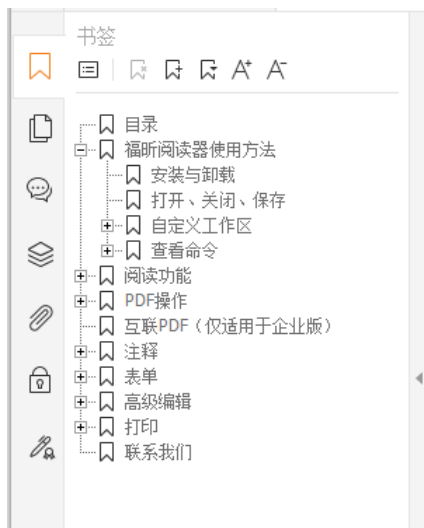 书签
A+ A-
目录
福昕阅读器使用方法
安装与卸载
打开、关闭、保存
自定义工作区
查看命令
阅读功能
PDF操作
互联PDF（仅适用于企业版）
注释
表单
高级编辑
打印
联系我们